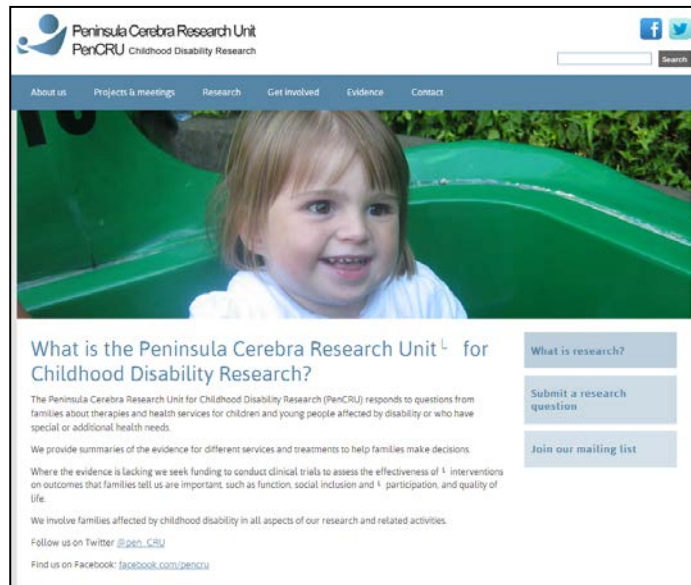 Peninsula Cerebra Research Unit
PenCRU Childhood Disability Research
Search
About us Projects & meetings Research Get involved Evidence Contact
What is the Peninsula Cerebra Research Unit └ for
Childhood Disability Research?
The Peninsula Cerebra Research Unit for Childhood Disability Research (PenCRU) responds to questions from
families about therapies and health services for children and young people affected by disability or who have
special or additional health needs.
We provide summaries of the evidence for different services and treatments to help families make decisions.
Where the evidence is lacking we seek funding to conduct clinical trials to assess the effectiveness of └ interventions
on outcomes that families tell us are important, such as function, social inclusion and └ participation, and quality of
life.
We involve families affected by childhood disability in all aspects of our research and related activities.
Follow us on Twitter @pen_CRU
Find us on Facebook: facebook.com/pencru
What is research?
Submit a research
question
Join our mailing list